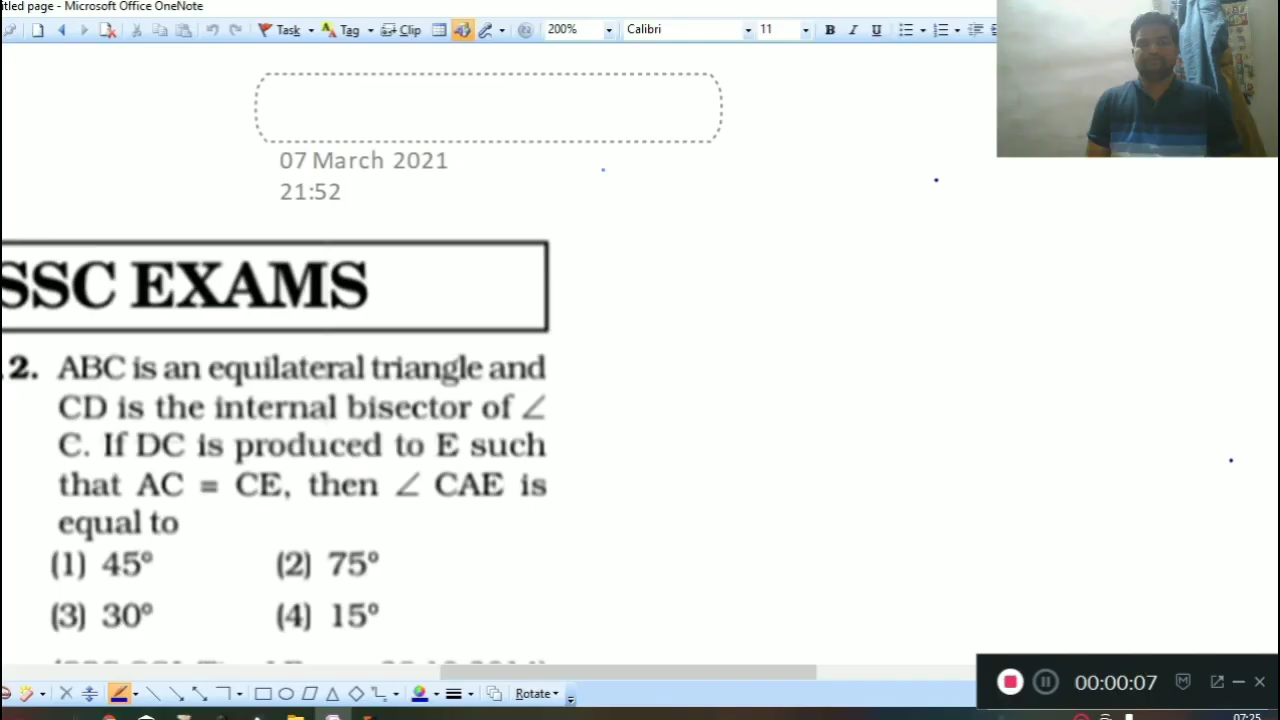 itled page - Microsoft Office OneNote
Task Tag Clip 200% Calibri 11 B I U
07 March 2021
21:52
SSC EXAMS
2. ABC is an equilateral triangle and
CD is the internal bisector of ∠
C. If DC is produced to E such
that AC = CE, then ∠ CAE is
equal to
(1) 45° (2) 75°
(3) 30° (4) 15°
00:00:07
Rotate
07:25